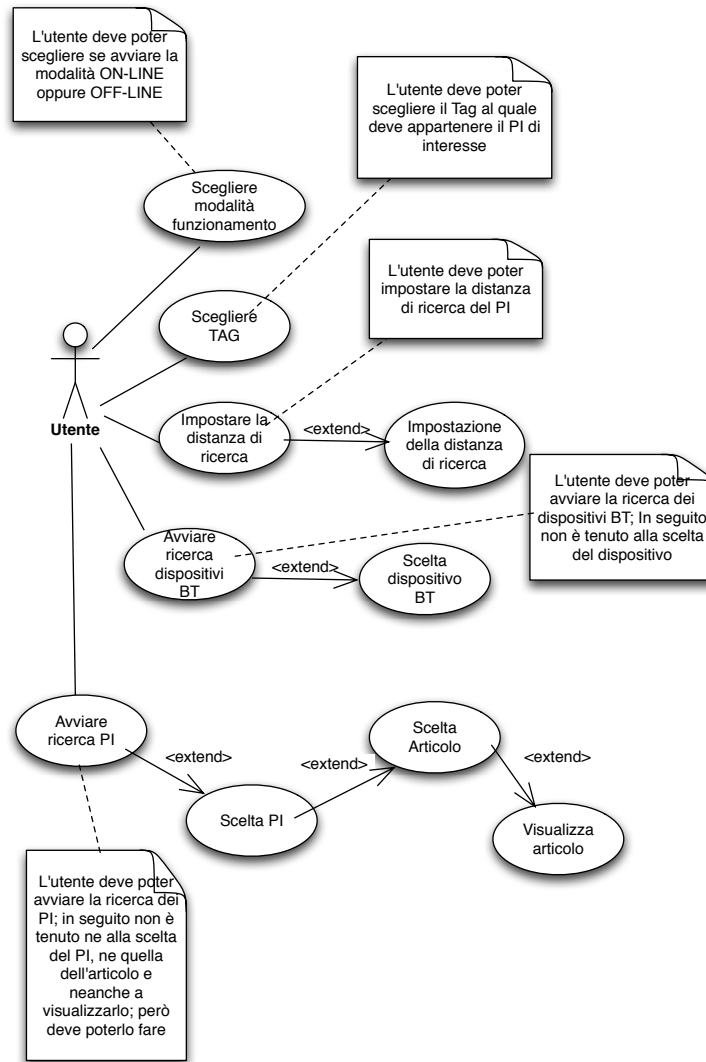 L'utente deve poter
scegliere se avviare la
modalità ON-LINE
oppure OFF-LINE
L'utente deve poter
scegliere il Tag al quale
deve appartenere il PI di
interesse
Scegliere
modalità
funzionamento
L'utente deve poter
impostare la distanza
di ricerca del PI
Scegliere
TAG
Utente
Impostare la
distanza di
ricerca
<extend>
Impostazione
della distanza
di ricerca
L'utente deve poter
avviare la ricerca dei
dispositivi BT; In seguito
non è tenuto alla scelta
del dispositivo
Avviare
ricerca
dispositivi
BT
<extend>
Scelta
dispositivo
BT
Avviare
ricerca PI
<extend>
Scelta PI
<extend>
Scelta
Articolo
<extend>
Visualizza
articolo
L'utente deve poter
avviare la ricerca dei
PI; in seguito non è
tenuto ne alla scelta
del PI, ne quella
dell'articolo e
neanche a
visualizzarlo; però
deve poterlo fare